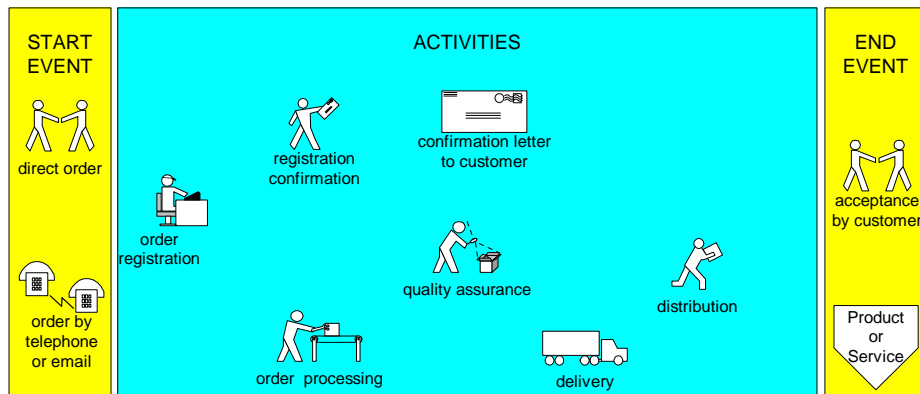 START
EVENT
direct order
order by
telephone
or email
ACTIVITIES
registration
confirmation
confirmation letter
to customer
order
registration
quality assurance
distribution
order processing
delivery
END
EVENT
acceptance
by customer
Product
or
Service